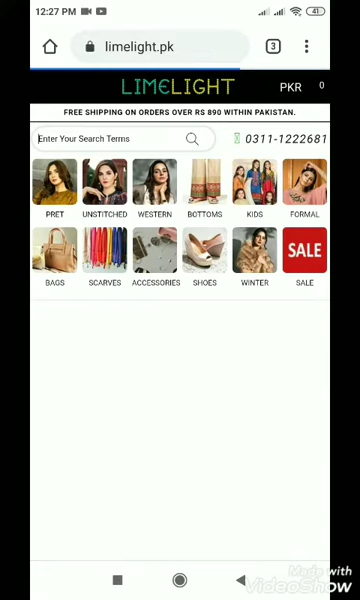 12:27 PM
41
limelight.pk
3
LIMELIGHT
PKR
0
FREE SHIPPING ON ORDERS OVER RS 890 WITHIN PAKISTAN.
Enter Your Search Terms
0311-1222681
PRET UNSTITCHED WESTERN BOTTOMS KIDS FORMAL
SALE
BAGS SCARVES ACCESSORIES SHOES WINTER SALE
Made with
VideoShow